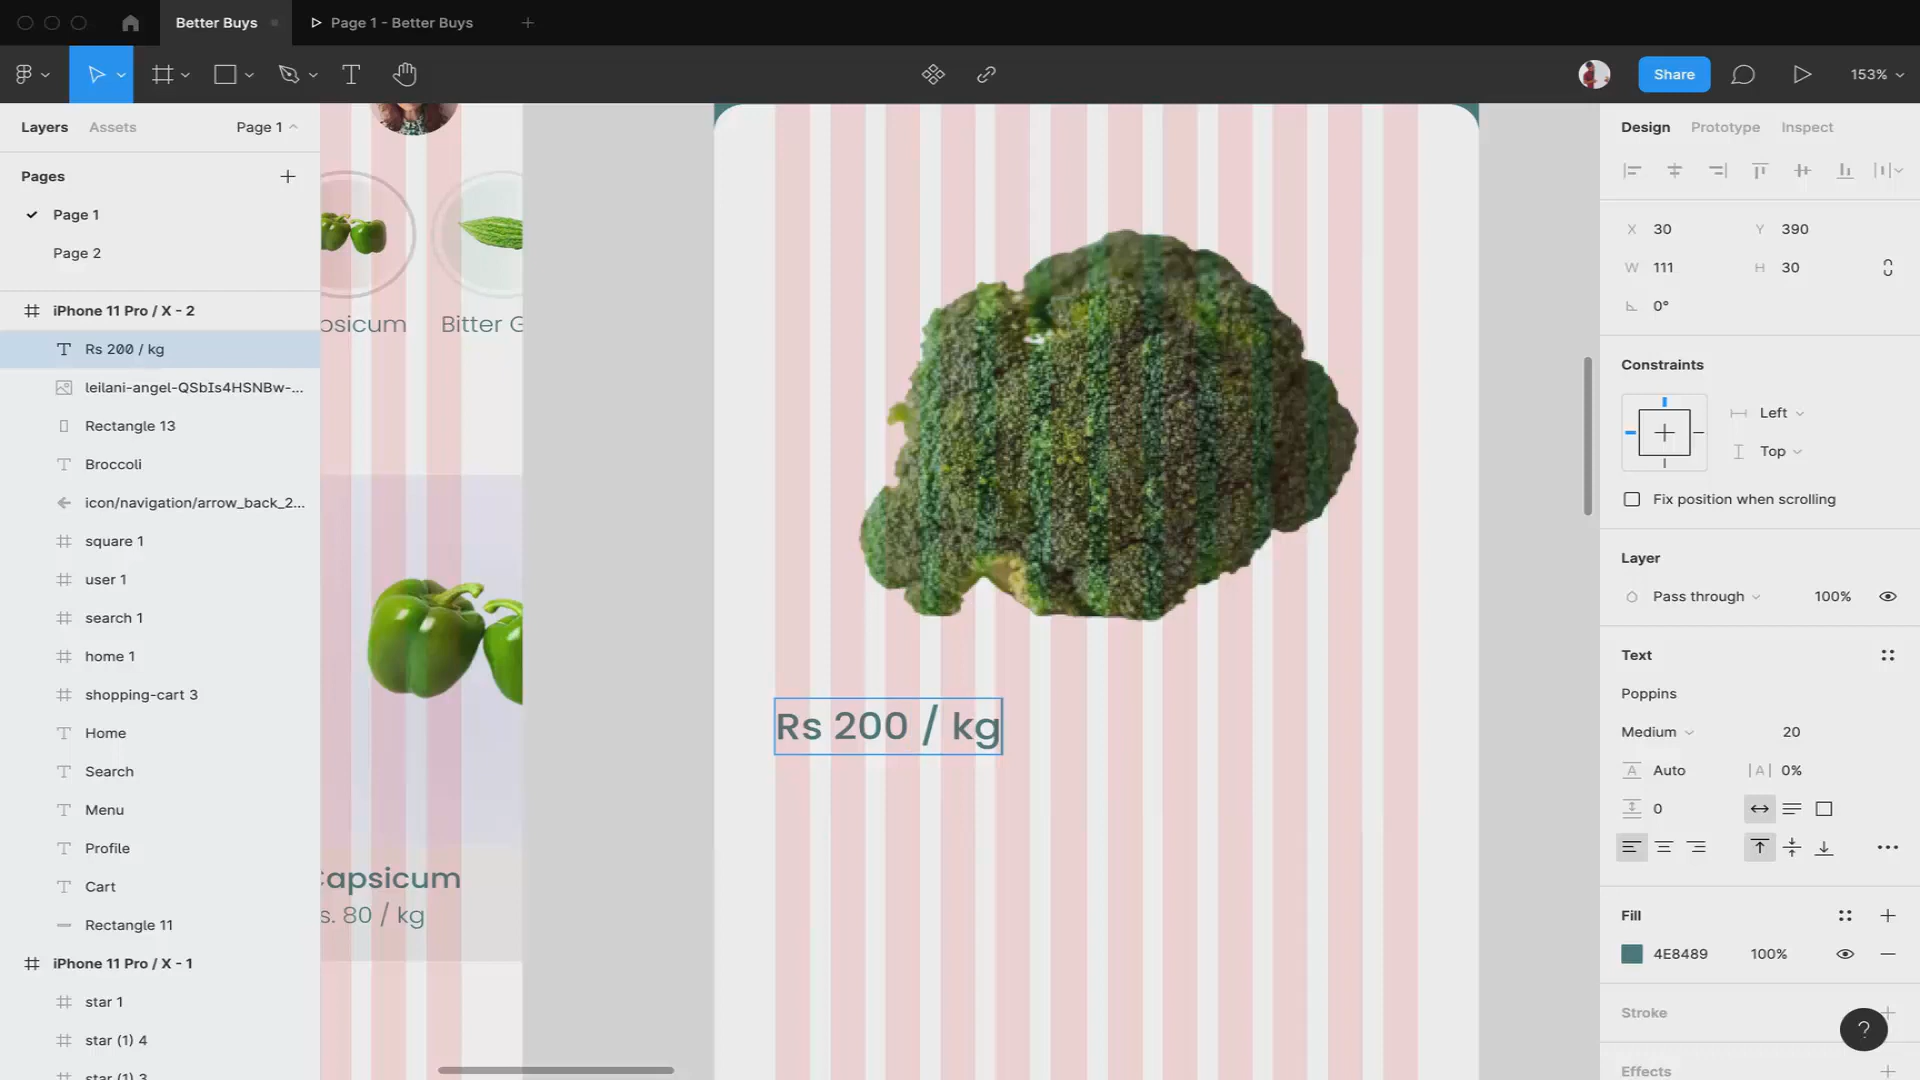 Better Buys
Page 1 - Better Buys
Share
153%
Layers
Assets
Page 1
Pages
Page 1
Page 2
iPhone 11 Pro / X - 2
Rs 200 / kg
leilani-angel-QSbIs4HSNBw-...
Rectangle 13
Broccoli
icon/navigation/arrow_back_2...
square 1
user 1
search 1
home 1
shopping-cart 3
Home
Search
Menu
Profile
Cart
Rectangle 11
iPhone 11 Pro / X - 1
star 1
star (1) 4
star (1) 3
psicum
Bitter G
Capsicum
s. 80 / kg
Rs 200 / kg
Design
Prototype
Inspect
X 30
Y 390
W 111
H 30
0°
Constraints
Left
Top
Fix position when scrolling
Layer
Pass through
100%
Text
Poppins
Medium
20
A Auto
|A| 0%
0
Fill
4E8489
100%
Stroke
?
Effects